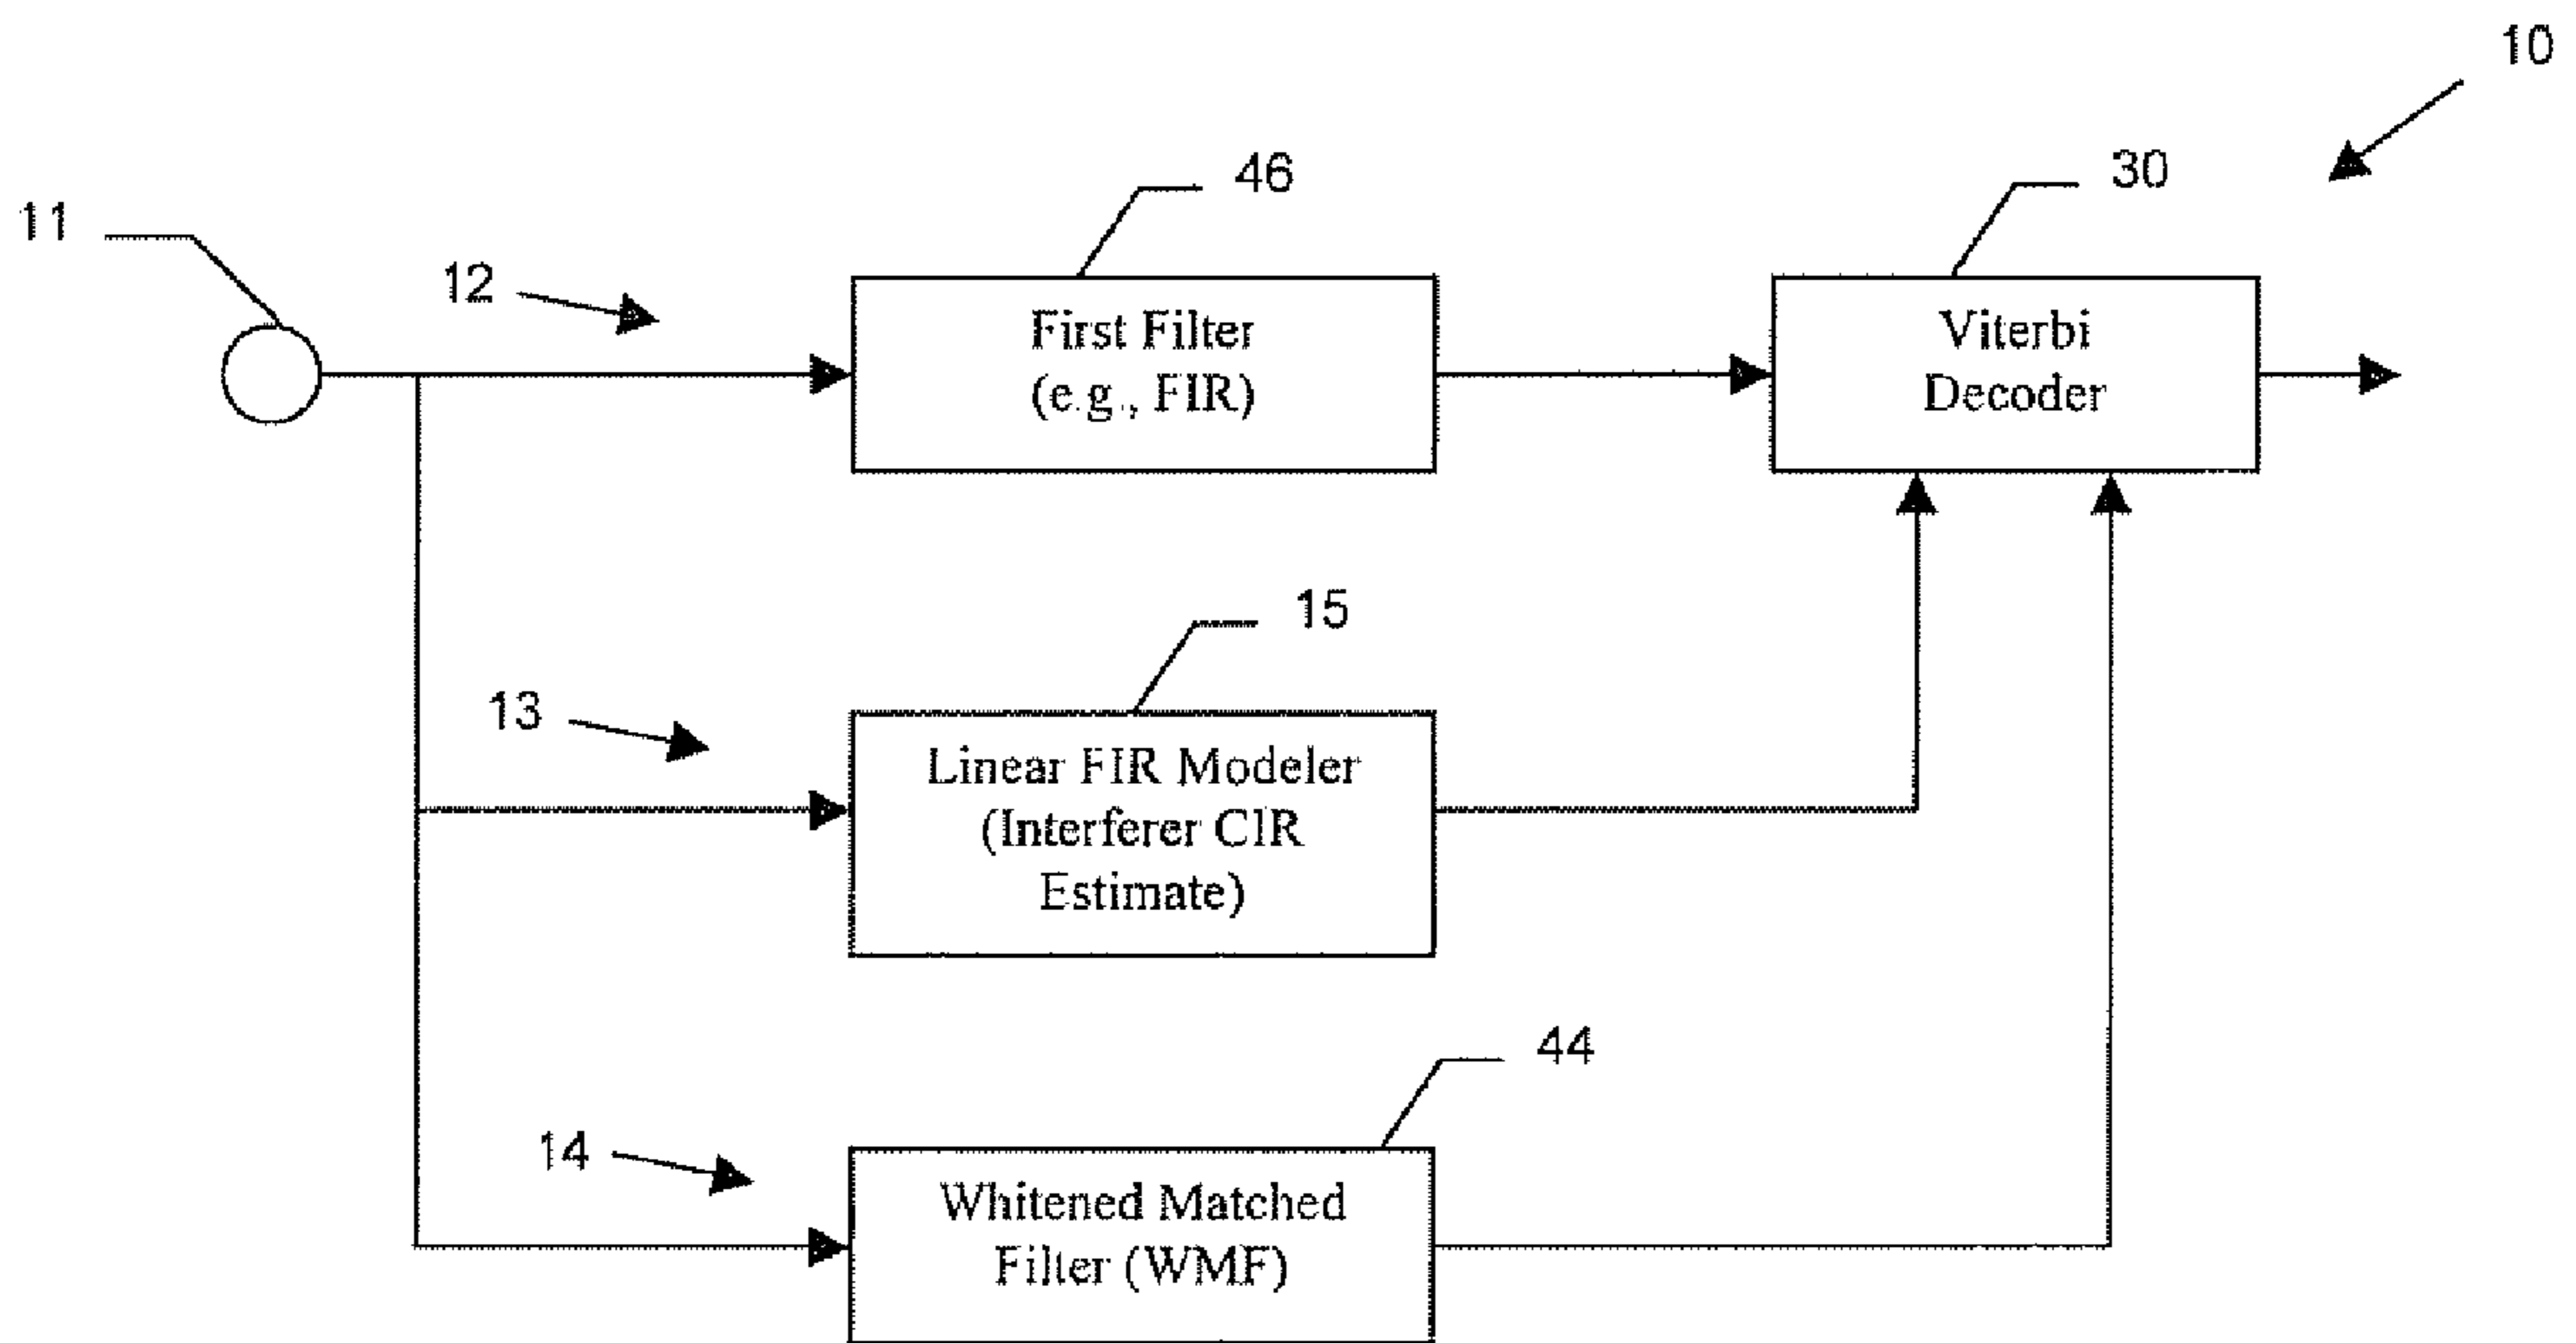 10
46
30
11
12
First Filter
(e.g., FIR)
Viterbi
Decoder
15
13
Linear FIR Modeler
(Interferer CIR
Estimate)
44
14
Whitened Matched
Filter (WMF)